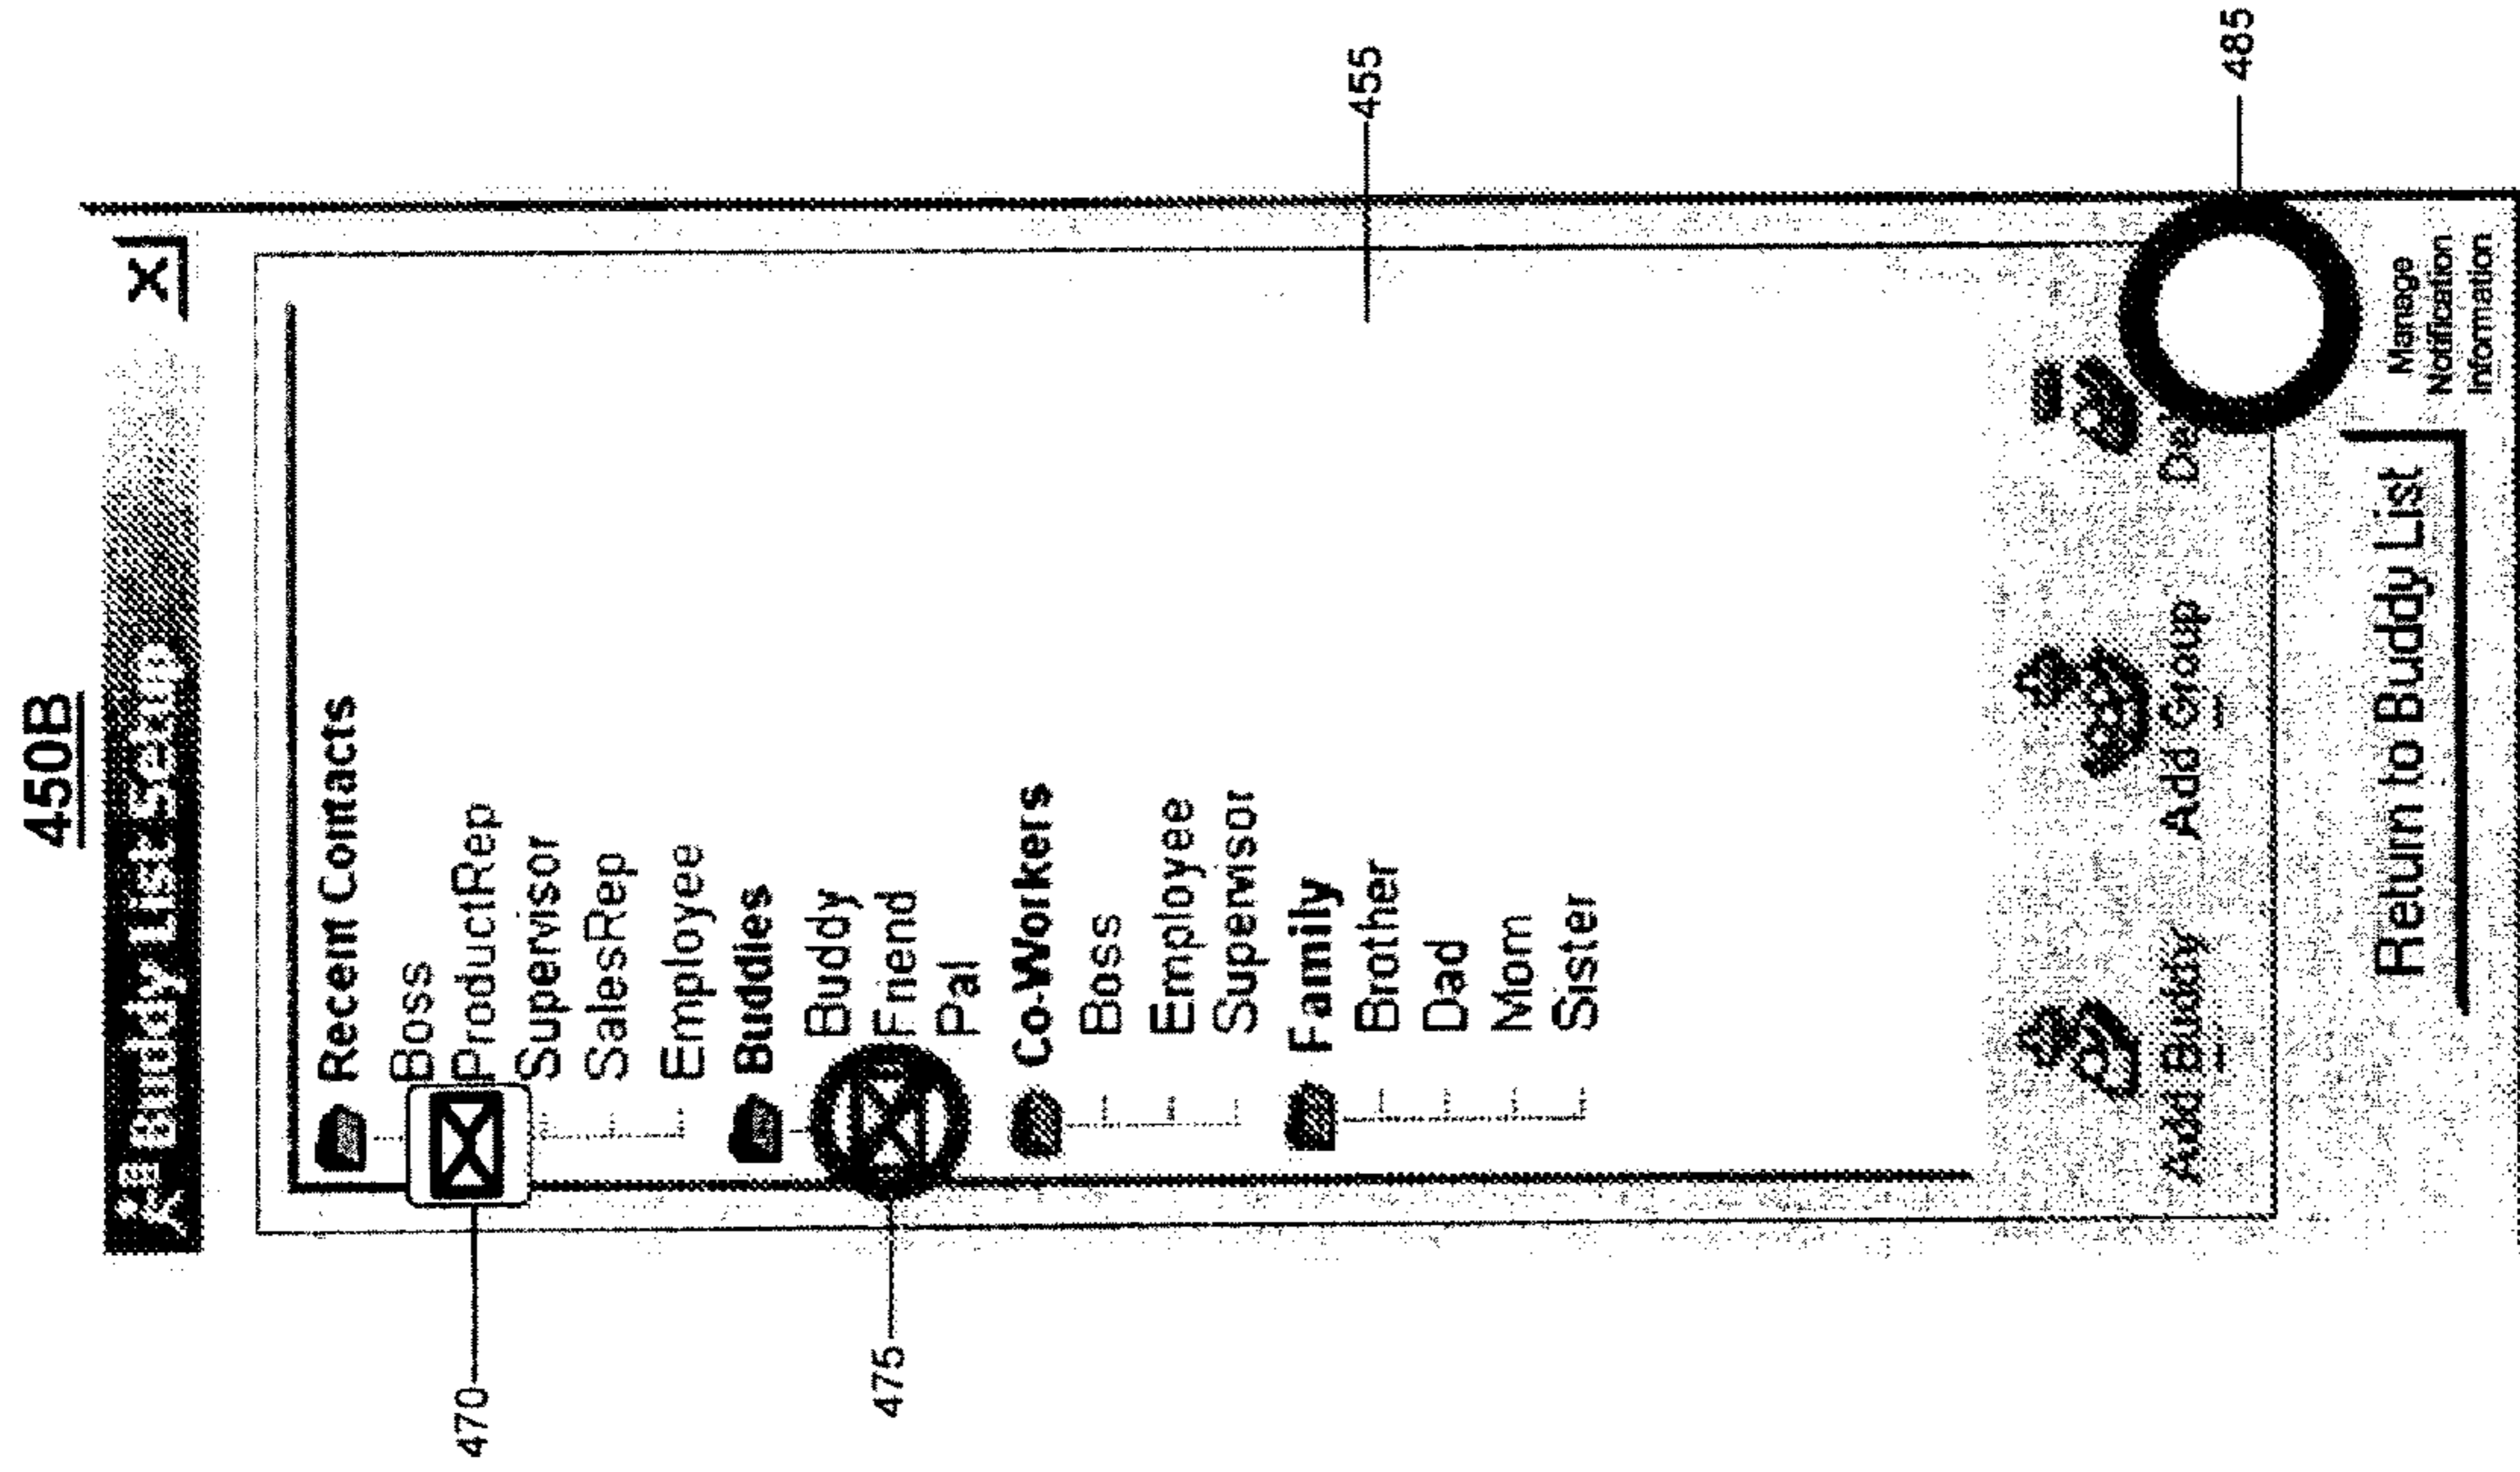 450B
Buddy List Setup X
Recent Contacts
Boss
470
ProductRep
Supervisor
SalesRep
Employee
Buddies
Buddy
475
Friend
Pal
Co-Workers
Boss
Employee
Supervisor
Family
Brother
455
Dad
Mom
Sister
Add Buddy Add Group De
485
Return to Buddy List
Manage
Notification
Information